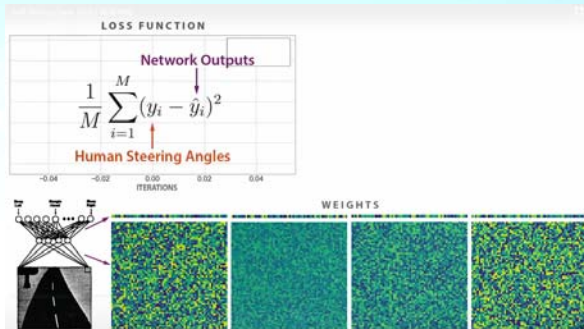 LOSS FUNCTION
Network Outputs
1/M ∑_{i=1}^{M} (y_i − ŷ_i)²
Human Steering Angles
−0.04 −0.02 0.00 0.02 0.04
ITERATIONS
WEIGHTS